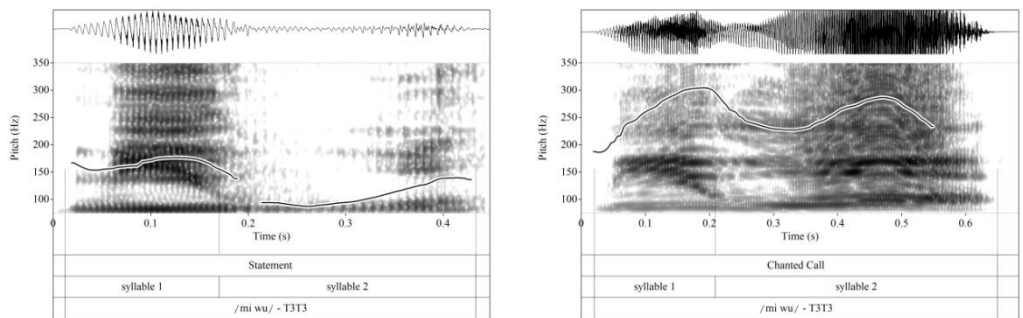 350
300
250
200
150
100
Pitch (Hz)
0 0.1 0.2 0.3 0.4
Time (s)
Statement
syllable 1 syllable 2
/mi wu/ - T3T3
350
300
250
200
150
100
Pitch (Hz)
0 0.1 0.2 0.3 0.4 0.5 0.6
Time (s)
Chanted Call
syllable 1 syllable 2
/mi wu/ - T3T3